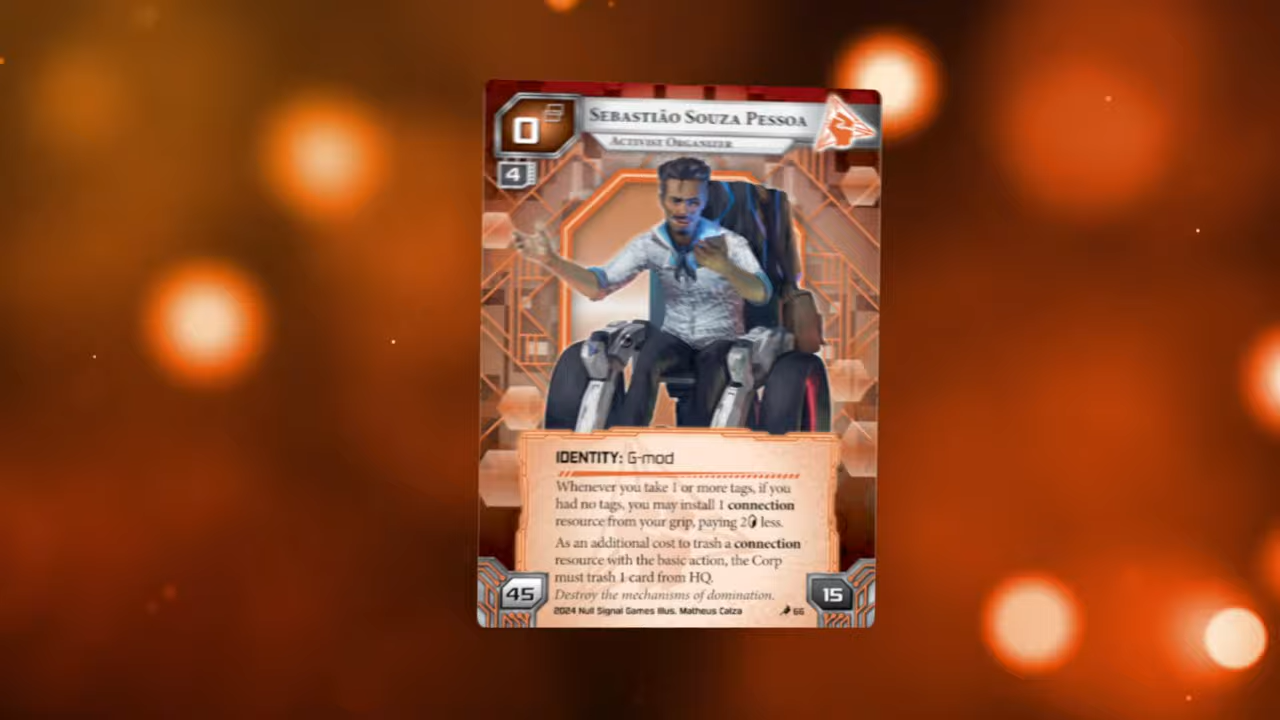 0
SEBASTIÃO SOUZA PESSOA
ACTIVIST ORGANIZER
4
IDENTITY: G-mod
Whenever you take 1 or more tags, if you
had no tags, you may install 1 connection
resource from your grip, paying 2 less.
As an additional cost to trash a connection
resource with the basic action, the Corp
must trash 1 card from HQ.
Destroy the mechanisms of domination.
45
15
2024 Null Signal Games Illus. Matheus Calza
66